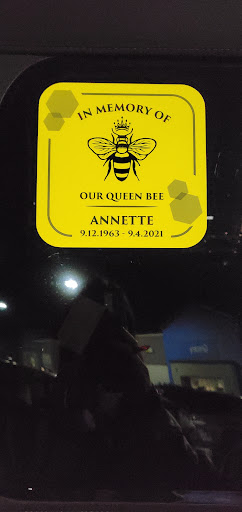 IN MEMORY OF
OUR QUEEN BEE
ANNETTE
9.12.1963 - 9.4.2021